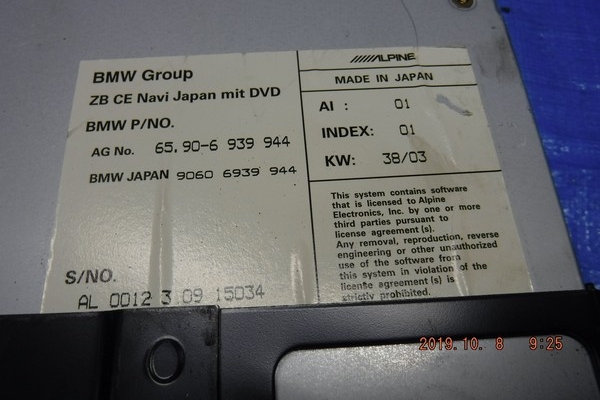 BMW Group
ZB CE Navi Japan mit DVD
BMW P/NO.
AG No. 65.90-6 939 944
BMW JAPAN 9060 6939 944
S/NO.
AL 0012 3 09 15034
ALPINE
MADE IN JAPAN
AI : 01
INDEX: 01
KW: 38/03
This system contains software
that is licensed to Alpine
Electronics, Inc. by one or more
third parties pursuant to
license agreement(s).
Any removal, reproduction, reverse
engineering or other unauthorized
use of the software from
this system in violation of the
license agreement(s) is
strictly prohibited.
2019.10. 8 9:25